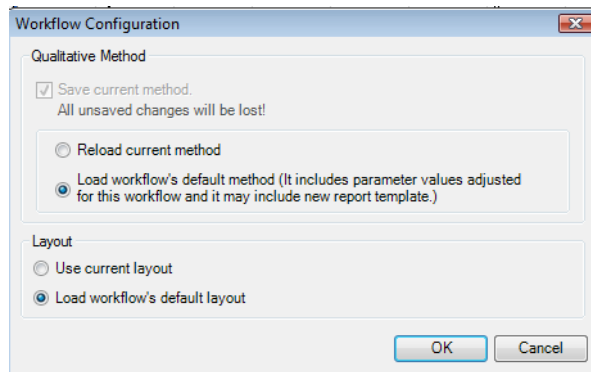 Workflow Configuration
Qualitative Method
Save current method.
All unsaved changes will be lost!
Reload current method
Load workflow's default method (It includes parameter values adjusted
for this workflow and it may include new report template.)
Layout
Use current layout
Load workflow's default layout
OK Cancel